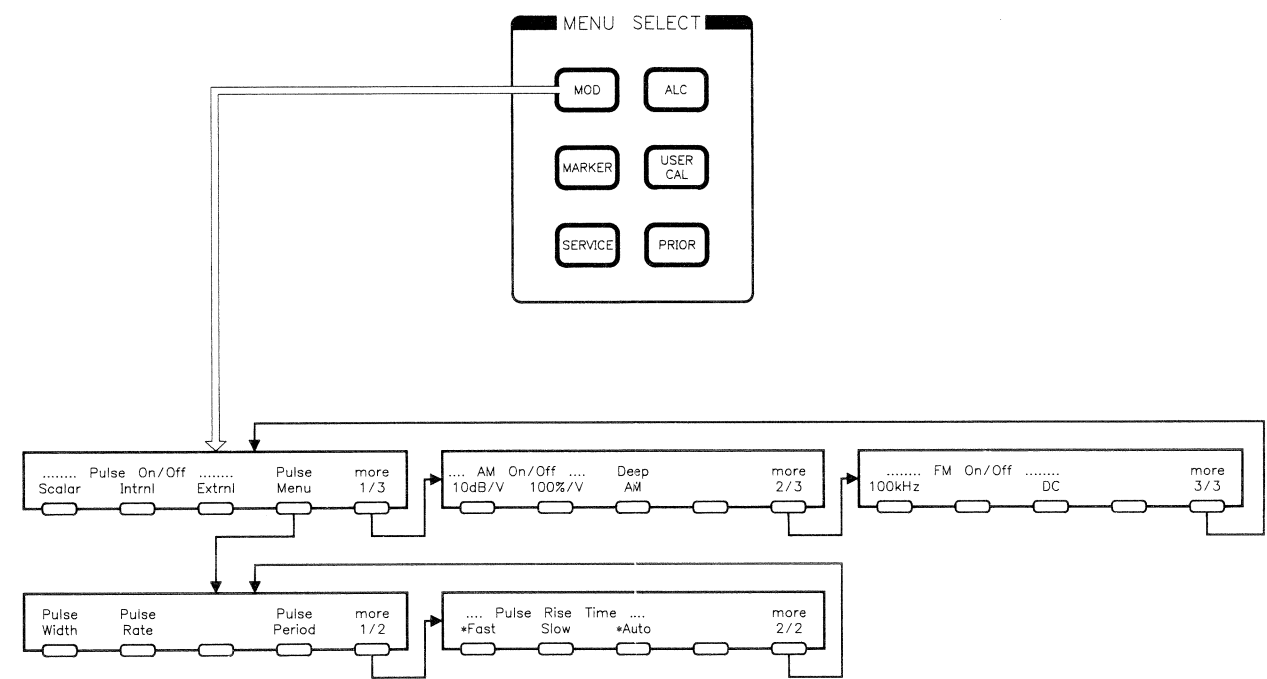 MENU SELECT
MOD
ALC
MARKER
USER
CAL
SERVICE
PRIOR
........ Pulse On/Off ........ Pulse more
Scalar Intrnl Extrnl Menu 1/3
.... AM On/Off .... Deep more
10dB/V 100%/V AM 2/3
........ FM On/Off ........ more
100kHz DC 3/3
Pulse Pulse Pulse more
Width Rate Period 1/2
.... Pulse Rise Time .... more
*Fast Slow *Auto 2/2